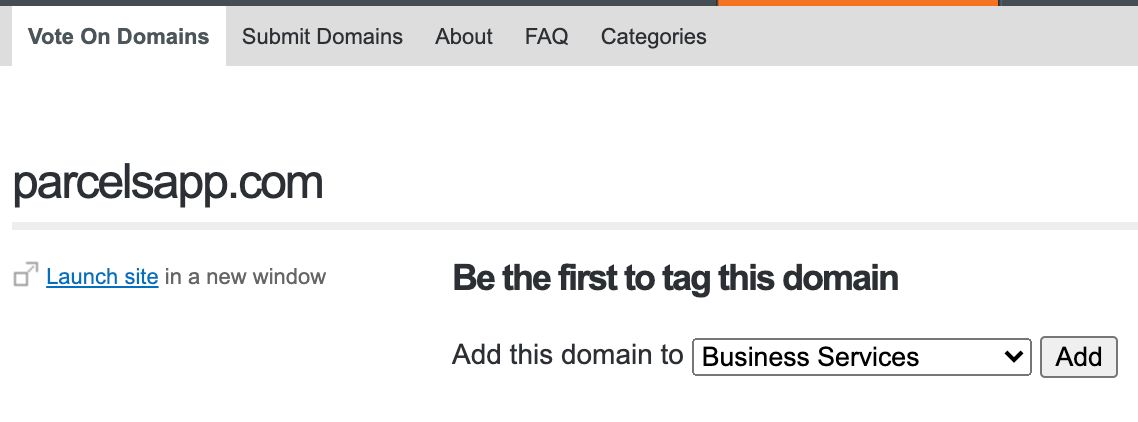 Vote On Domains Submit Domains About FAQ Categories
parcelsapp.com
Launch site in a new window
Be the first to tag this domain
Add this domain to Business Services Add